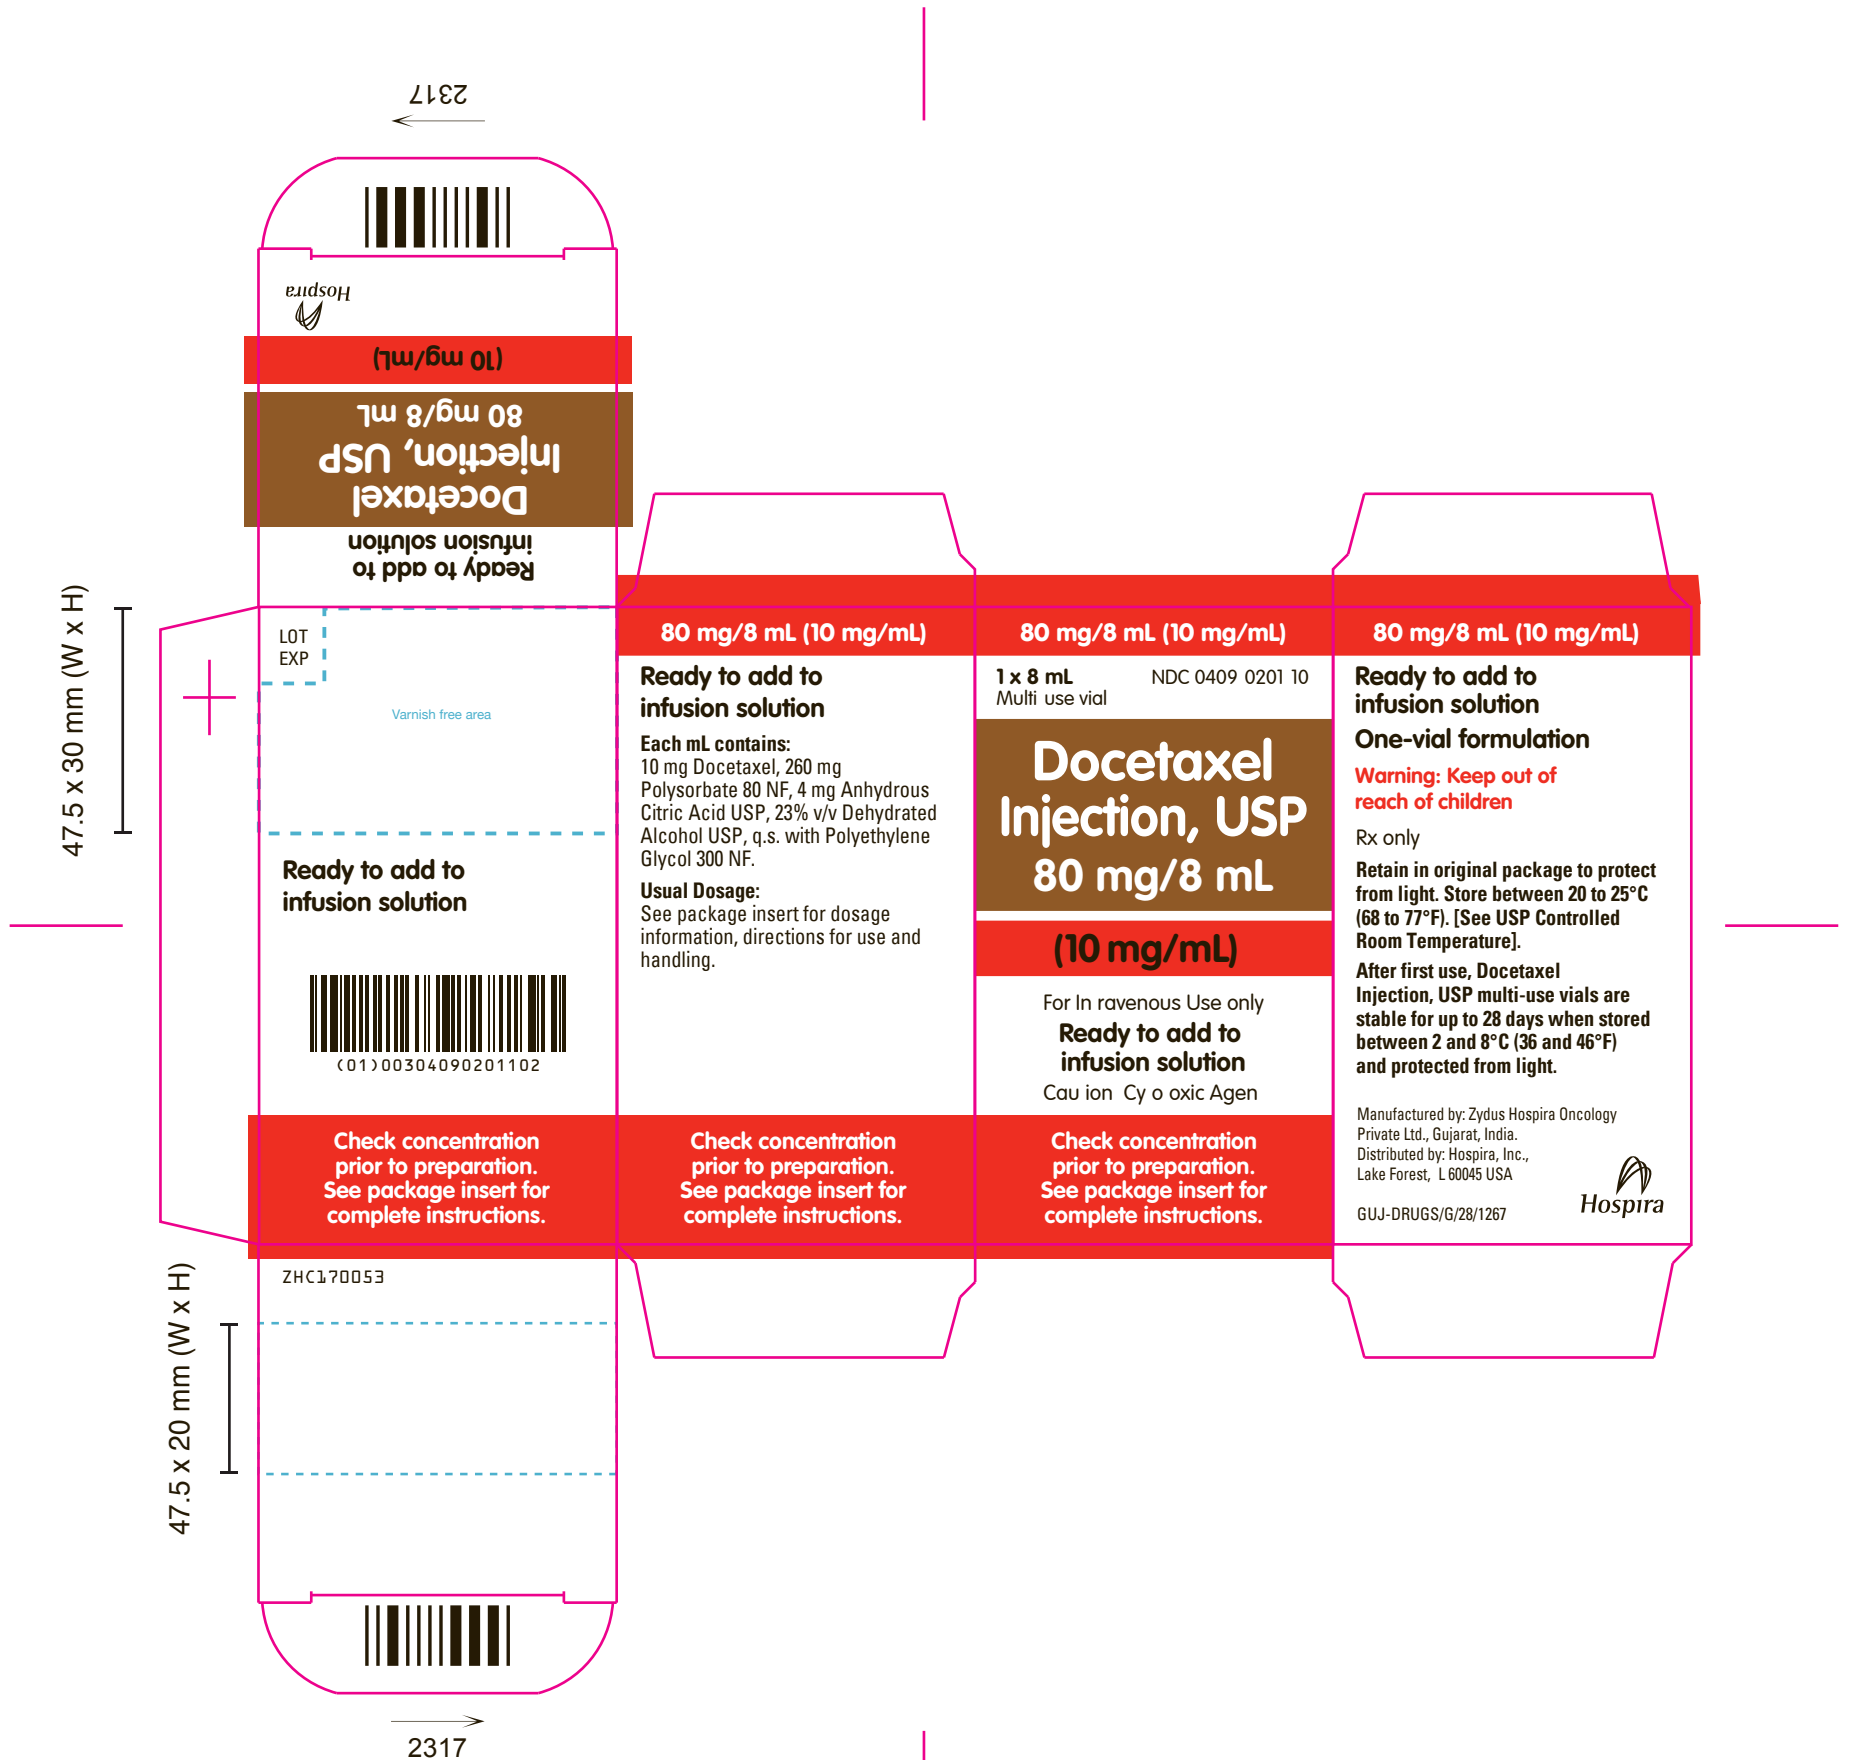 2317
Hospira
(10 mg/mL)
80 mg/8 mL
Injection, USP
Docetaxel
infusion solution
Ready to add to
47.5 x 30 mm (W x H)
LOT
EXP
Varnish free area
Ready to add to
infusion solution
(01)00304090201102
Check concentration
prior to preparation.
See package insert for
complete instructions.
ZHC170053
47.5 x 20 mm (W x H)
2317
80 mg/8 mL (10 mg/mL)
Ready to add to
infusion solution
Each mL contains:
10 mg Docetaxel, 260 mg
Polysorbate 80 NF, 4 mg Anhydrous
Citric Acid USP, 23% v/v Dehydrated
Alcohol USP, q.s. with Polyethylene
Glycol 300 NF.
Usual Dosage:
See package insert for dosage
information, directions for use and
handling.
Check concentration
prior to preparation.
See package insert for
complete instructions.
80 mg/8 mL (10 mg/mL)
1 x 8 mL NDC 0409 0201 10
Multi use vial
Docetaxel
Injection, USP
80 mg/8 mL
(10 mg/mL)
For In ravenous Use only
Ready to add to
infusion solution
Cau ion Cy o oxic Agen
Check concentration
prior to preparation.
See package insert for
complete instructions.
80 mg/8 mL (10 mg/mL)
Ready to add to
infusion solution
One-vial formulation
Warning: Keep out of
reach of children
Rx only
Retain in original package to protect
from light. Store between 20 to 25°C
(68 to 77°F). [See USP Controlled
Room Temperature].
After first use, Docetaxel
Injection, USP multi-use vials are
stable for up to 28 days when stored
between 2 and 8°C (36 and 46°F)
and protected from light.
Manufactured by: Zydus Hospira Oncology
Private Ltd., Gujarat, India.
Distributed by: Hospira, Inc.,
Lake Forest, L 60045 USA
GUJ-DRUGS/G/28/1267
Hospira